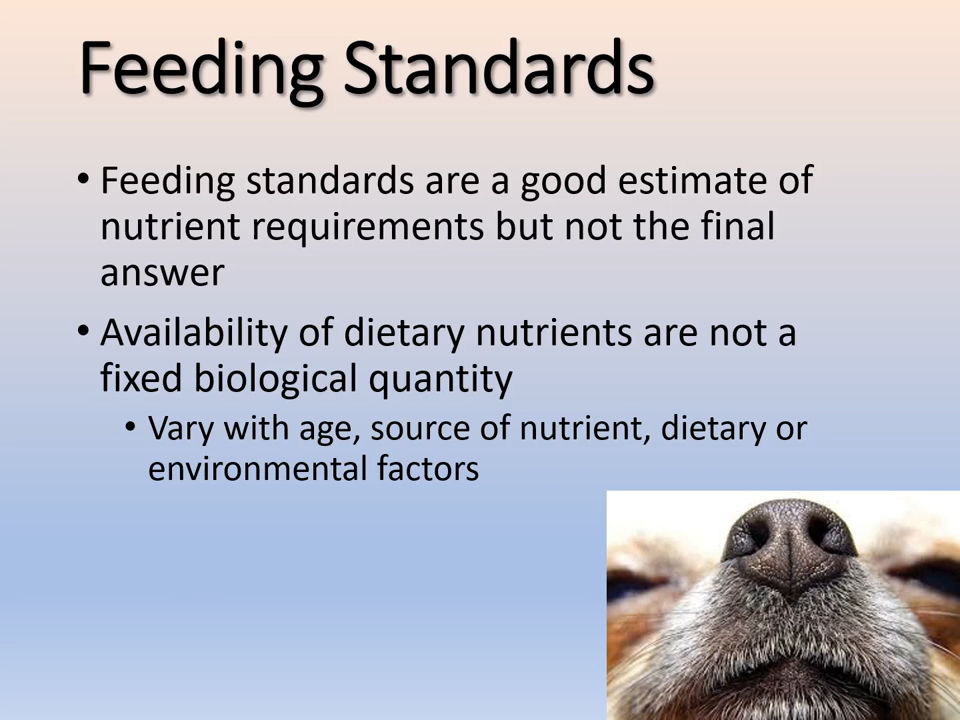 Feeding Standards
• Feeding standards are a good estimate of
nutrient requirements but not the final
answer
• Availability of dietary nutrients are not a
fixed biological quantity
• Vary with age, source of nutrient, dietary or
environmental factors